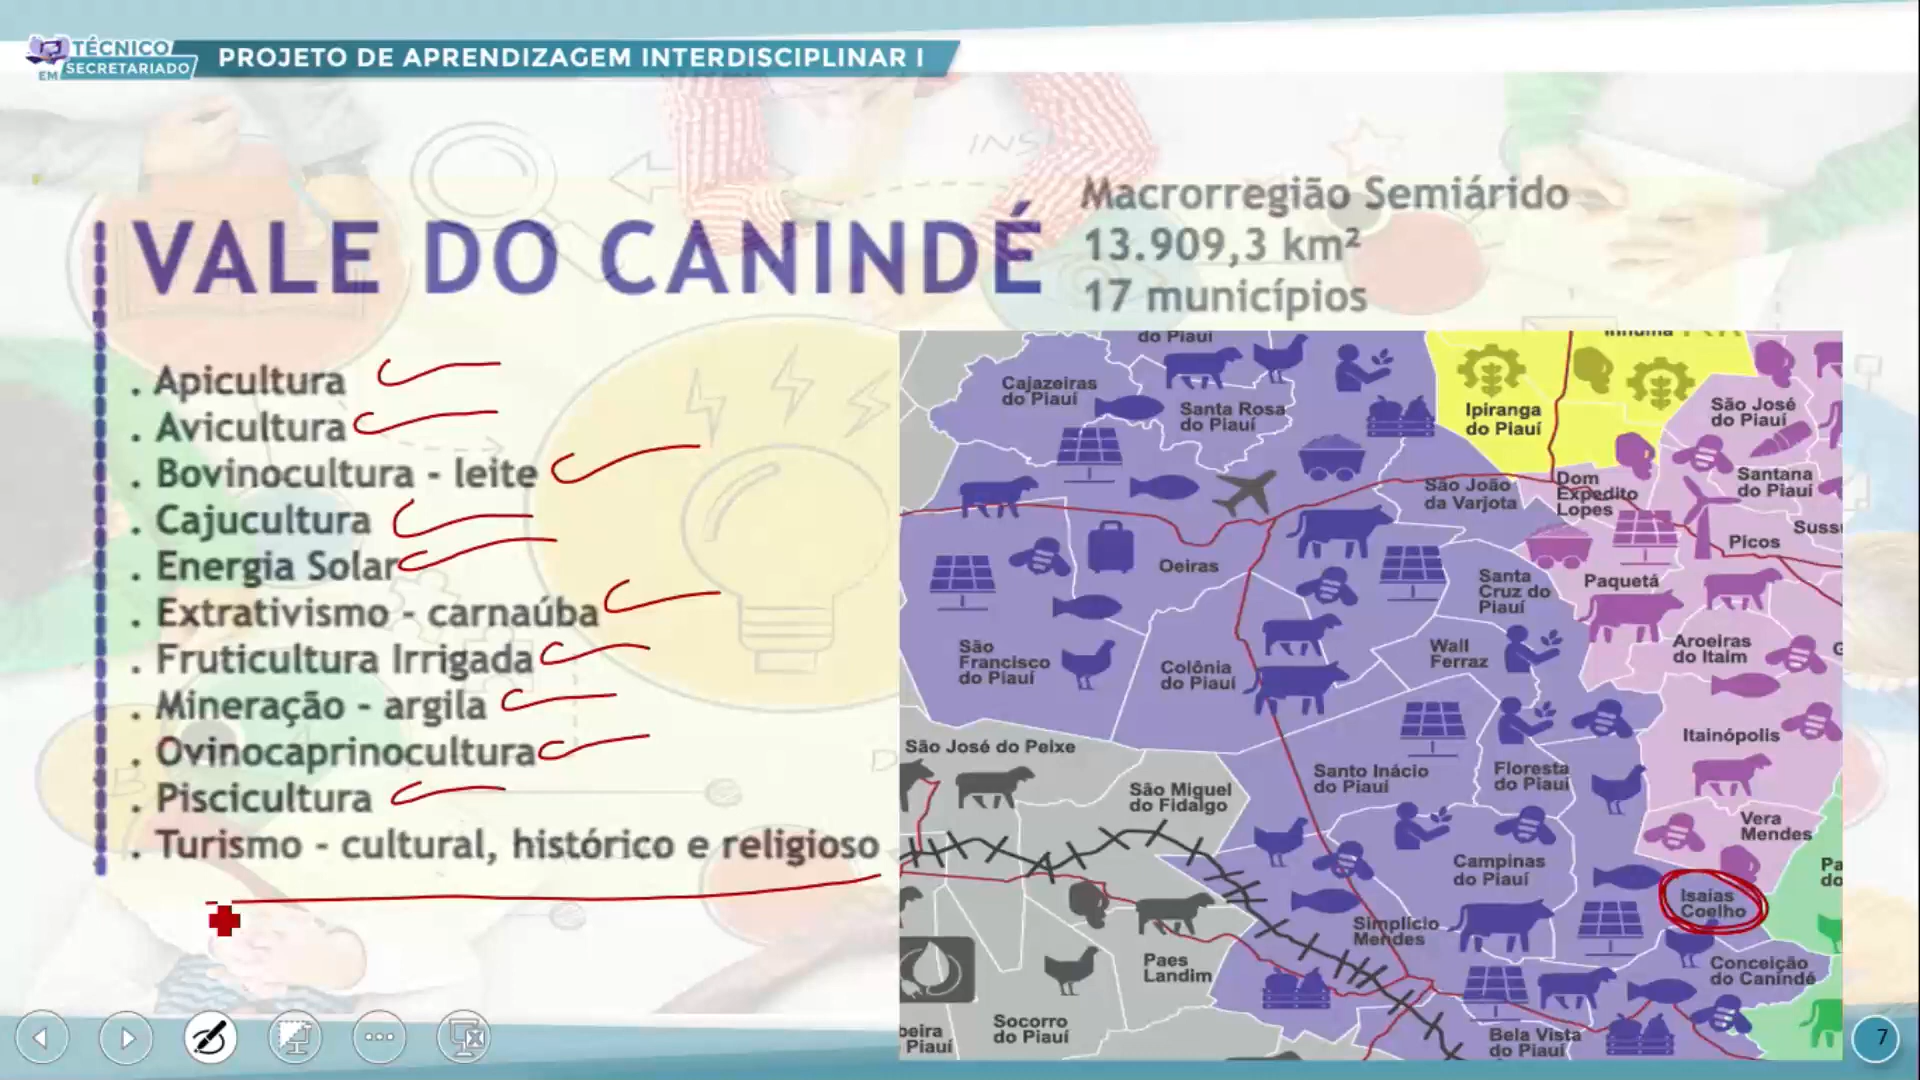 TÉCNICO
EM SECRETARIADO
PROJETO DE APRENDIZAGEM INTERDISCIPLINAR I
INS
VALE DO CANINDÉ
Macrorregião Semiárido
13.909,3 km²
17 municípios
. Apicultura
. Avicultura
. Bovinocultura - leite
. Cajucultura
. Energia Solar
. Extrativismo - carnaúba
. Fruticultura Irrigada
. Mineração - argila
. Ovinocaprinocultura
. Piscicultura
. Turismo - cultural, histórico e religioso
do Piauí
Cajazeiras
do Piauí
Santa Rosa
do Piauí
Ipiranga
do Piauí
São José
do Piauí
São João
da Varjota
Dom
Expedito
Lopes
Santana
do Piauí
Sussu
Picos
Oeiras
Santa
Cruz do
Piauí
Paquetá
São
Francisco
do Piauí
Colônia
do Piauí
Wall
Ferraz
Aroeiras
do Itaim
Itainópolis
São José do Peixe
São Miguel
do Fidalgo
Santo Inácio
do Piauí
Floresta
do Piauí
Vera
Mendes
Campinas
do Piauí
Pa
do
Isaías
Coelho
Simplício
Mendes
Paes
Landim
Conceição
do Canindé
Socorro
do Piauí
beira
Piauí
Bela Vista
do Piauí
7